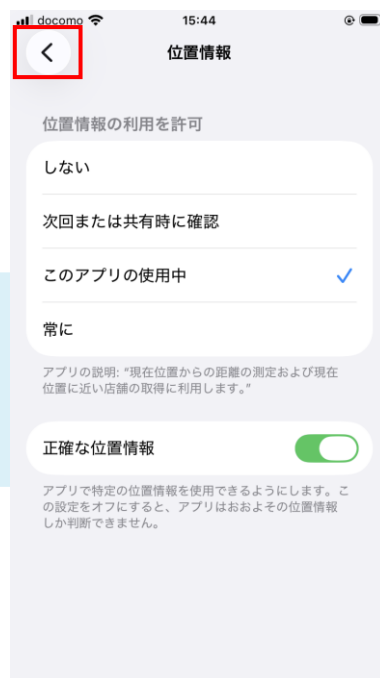 docomo 15:44
位置情報
位置情報の利用を許可
しない
次回または共有時に確認
このアプリの使用中
常に
アプリの説明: “現在位置からの距離の測定および現在
位置に近い店舗の取得に利用します。”
正確な位置情報
アプリで特定の位置情報を使用できるようにします。こ
の設定をオフにすると、アプリはおおよその位置情報
しか判断できません。